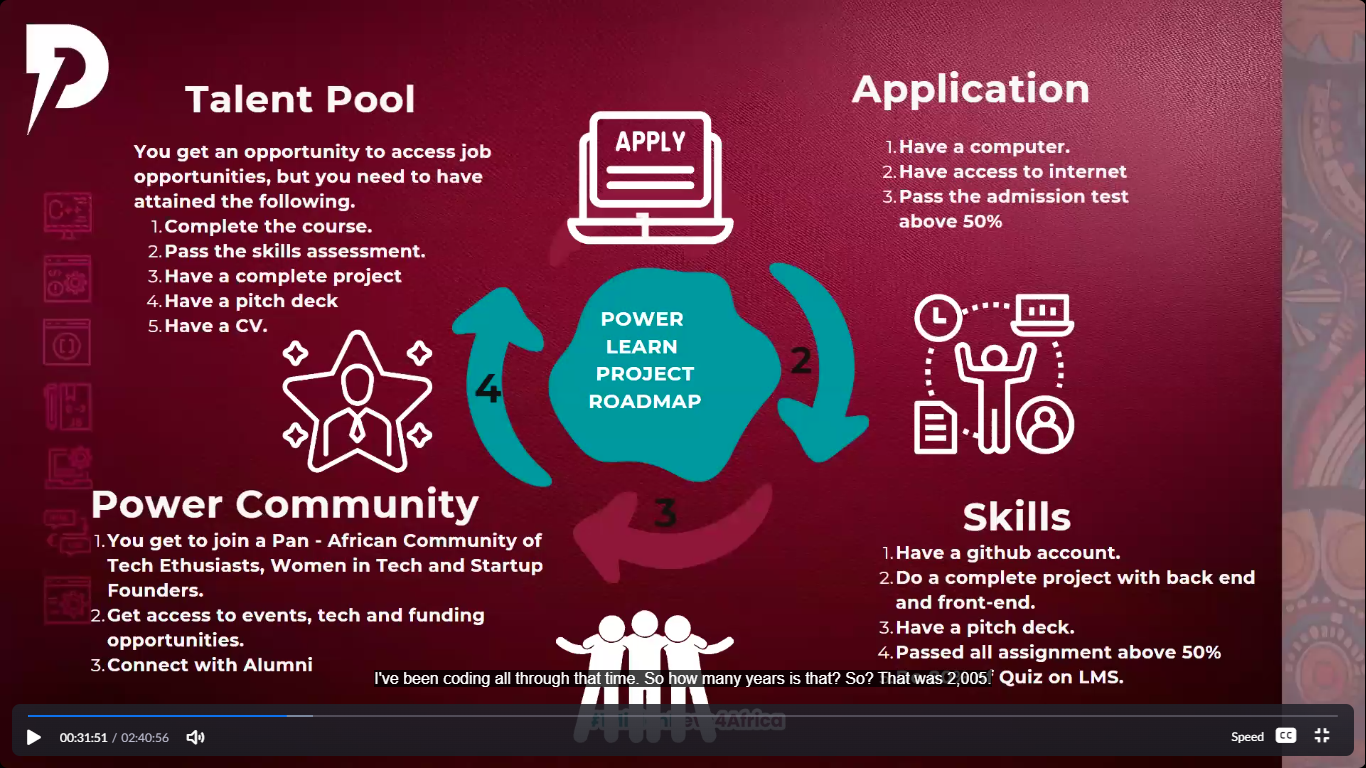 Talent Pool
You get an opportunity to access job
opportunities, but you need to have
attained the following.
1. Complete the course.
2. Pass the skills assessment.
3. Have a complete project
4. Have a pitch deck
5. Have a CV.
APPLY
Application
1. Have a computer.
2. Have access to internet
3. Pass the admission test
above 50%
POWER
LEARN
PROJECT
ROADMAP
2
3
4
Power Community
1. You get to join a Pan - African Community of
Tech Ethusiasts, Women in Tech and Startup
Founders.
2. Get access to events, tech and funding
opportunities.
3. Connect with Alumni
Skills
1. Have a github account.
2. Do a complete project with back end
and front-end.
3. Have a pitch deck.
4. Passed all assignment above 50%
Quiz on LMS.
I've been coding all through that time. So how many years is that? So? That was 2,005.
4Africa
00:31:51 / 02:40:56
Speed
CC